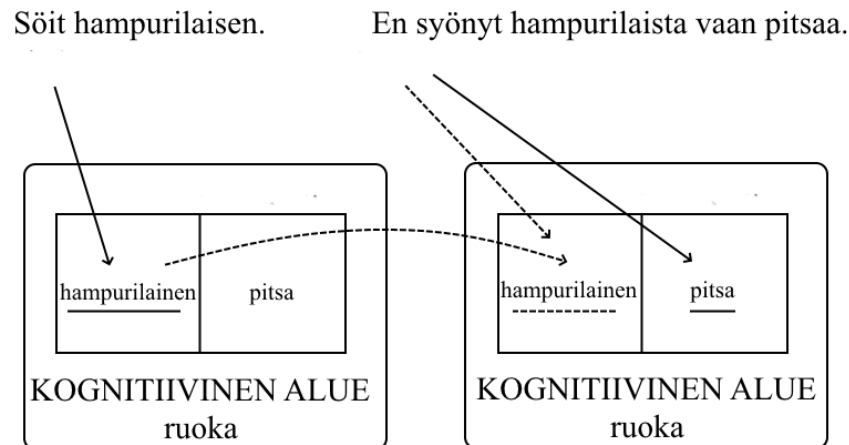 Söit hampurilaisen.
En syönyt hampurilaista vaan pitsaa.
hampurilainen
pitsa
KOGNITIIVINEN ALUE
ruoka
hampurilainen
pitsa
KOGNITIIVINEN ALUE
ruoka